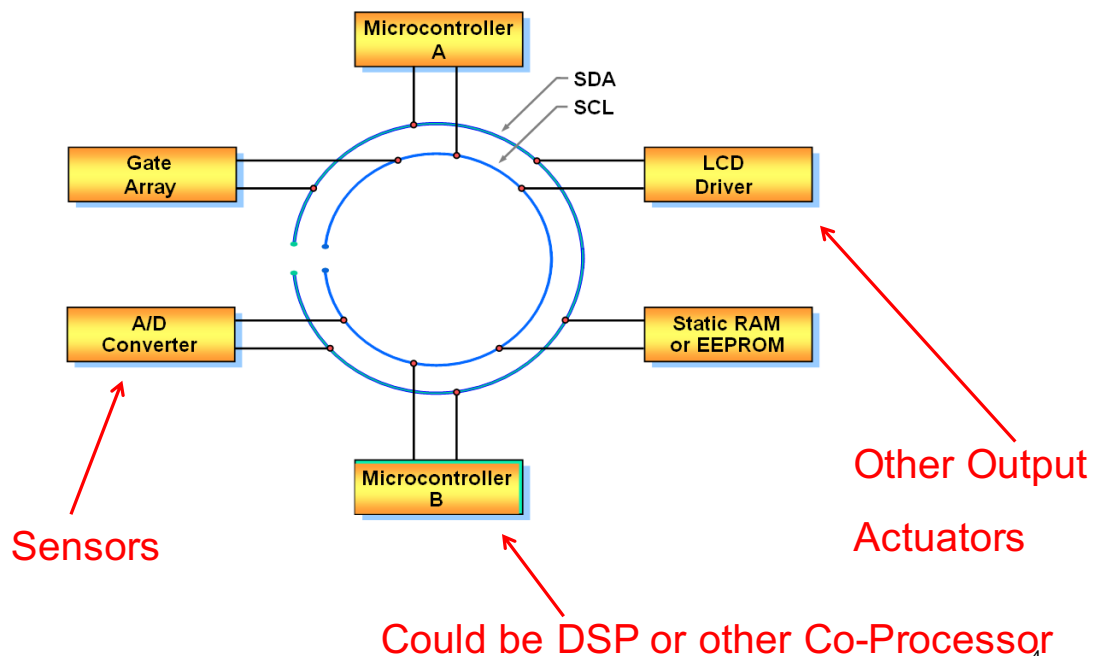 Microcontroller
A
SDA
SCL
Gate
Array
LCD
Driver
A/D
Converter
Static RAM
or EEPROM
Microcontroller
B
Other Output
Actuators
Sensors
Could be DSP or other Co-Processor
4